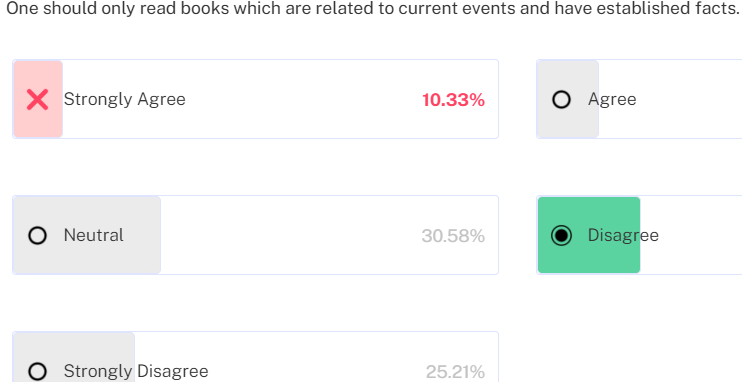 One should only read books which are related to current events and have established facts.
Strongly Agree 10.33%
Agree
Neutral 30.58%
Disagree
Strongly Disagree 25.21%